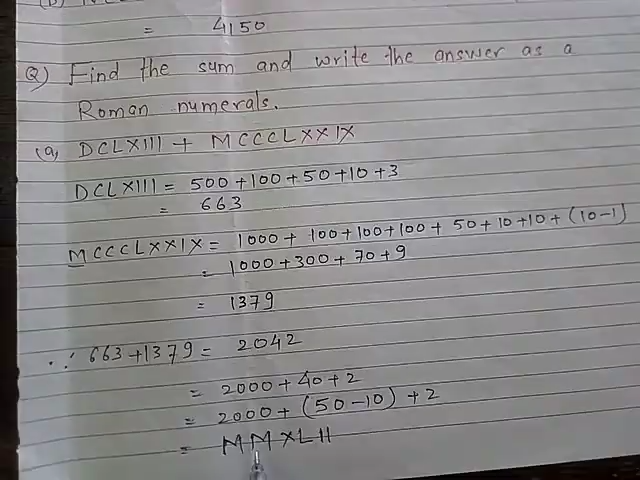 = 4150
Q) Find the sum and write the answer as a
Roman numerals.
(a) DCLXIII + MCCCLXXIX
DCLXIII = 500+100+50+10+3
= 663
MCCCLXXIX = 1000 + 100+100+100 + 50+10+10+(10-1)
= 1000+300+70+9
= 1379
∴ 663+1379 = 2042
= 2000+40+2
= 2000+(50-10)+2
= MMXLII